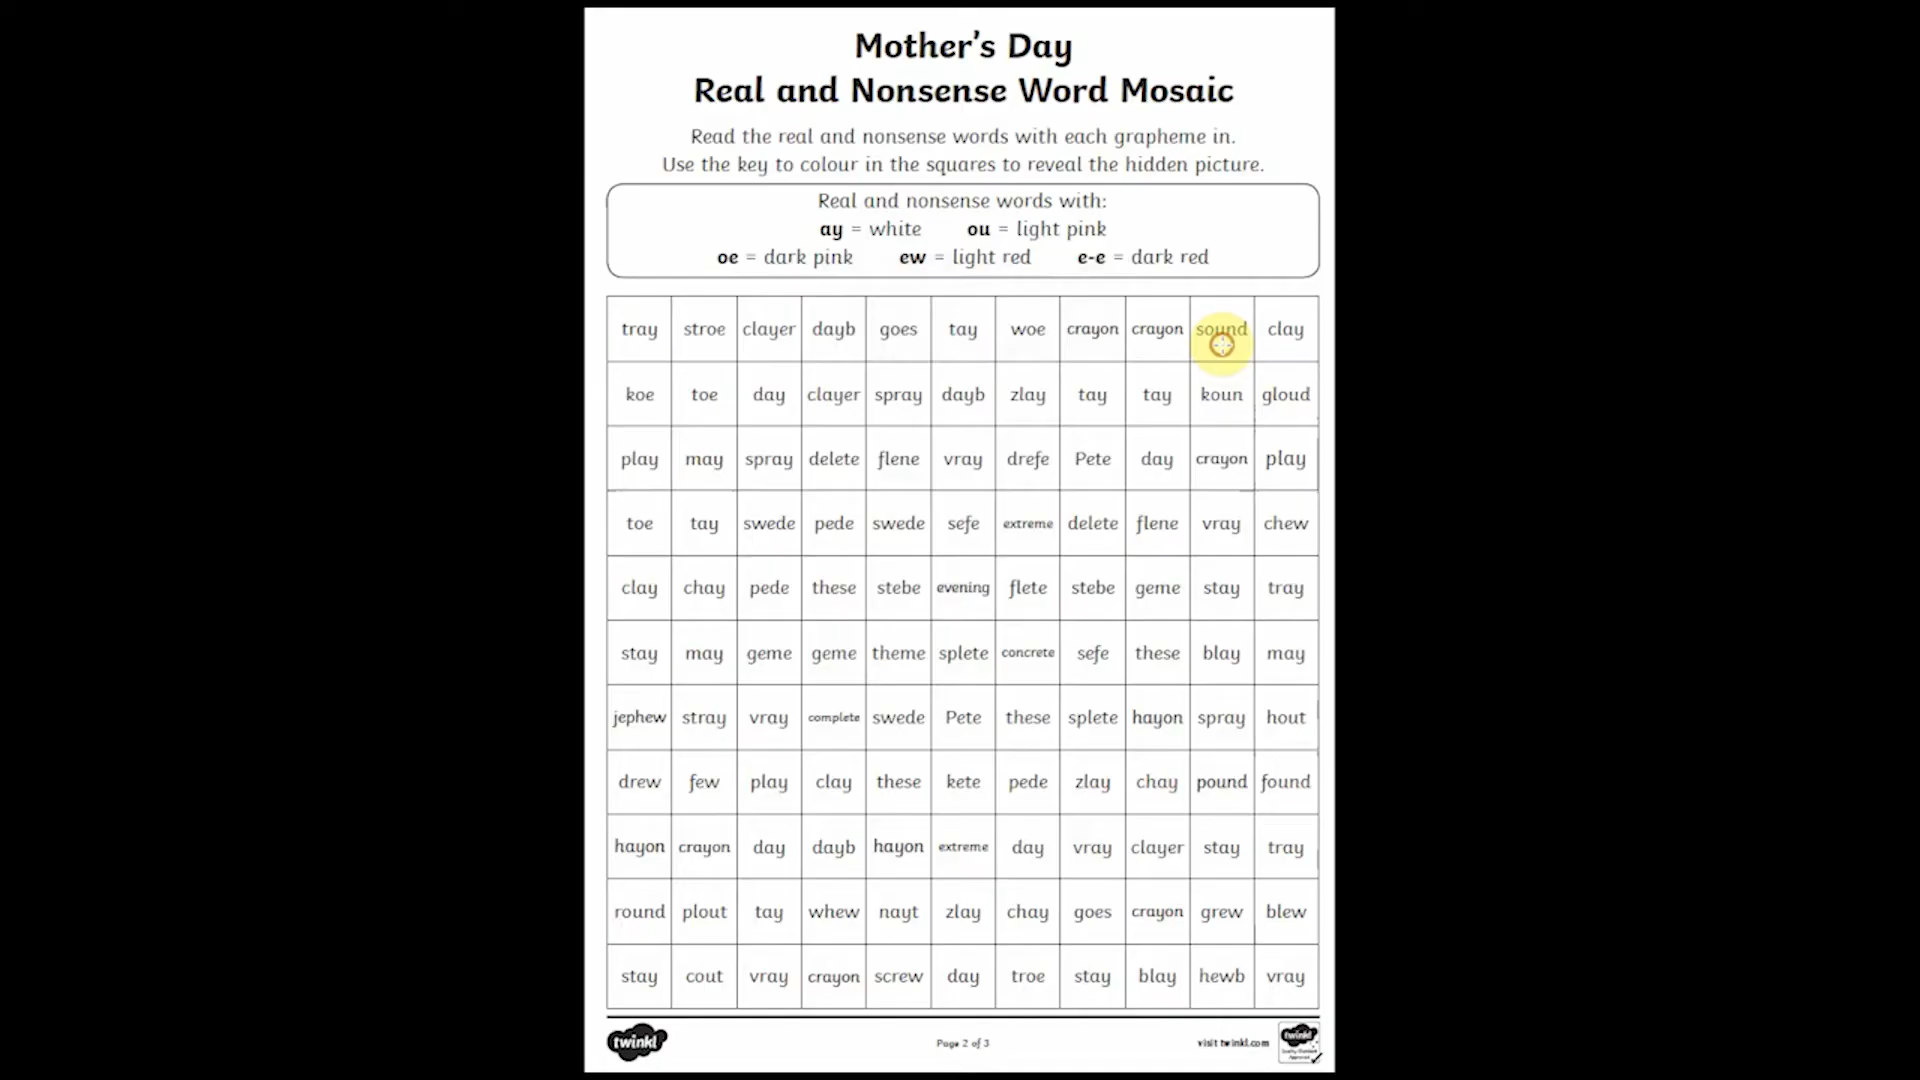 Mother's Day
Real and Nonsense Word Mosaic
Read the real and nonsense words with each grapheme in.
Use the key to colour in the squares to reveal the hidden picture.
Real and nonsense words with:
ay = white ou = light pink
oe = dark pink ew = light red e-e = dark red
tray stroe clayer dayb goes tay woe crayon crayon sound clay
koe toe day clayer spray dayb zlay tay tay koun gloud
play may spray delete flene vray drefe Pete day crayon play
toe tay swede pede swede sefe extreme delete flene vray chew
clay chay pede these stebe evening flete stebe geme stay tray
stay may geme geme theme splete concrete sefe these blay may
jephew stray vray complete swede Pete these splete hayon spray hout
drew few play clay these kete pede zlay chay pound found
hayon crayon day dayb hayon extreme day vray clayer stay tray
round plout tay whew nayt zlay chay goes crayon grew blew
stay cout vray crayon screw day troe stay blay hewb vray
twinkl Page 2 of 3 visit twinkl.com twinkl